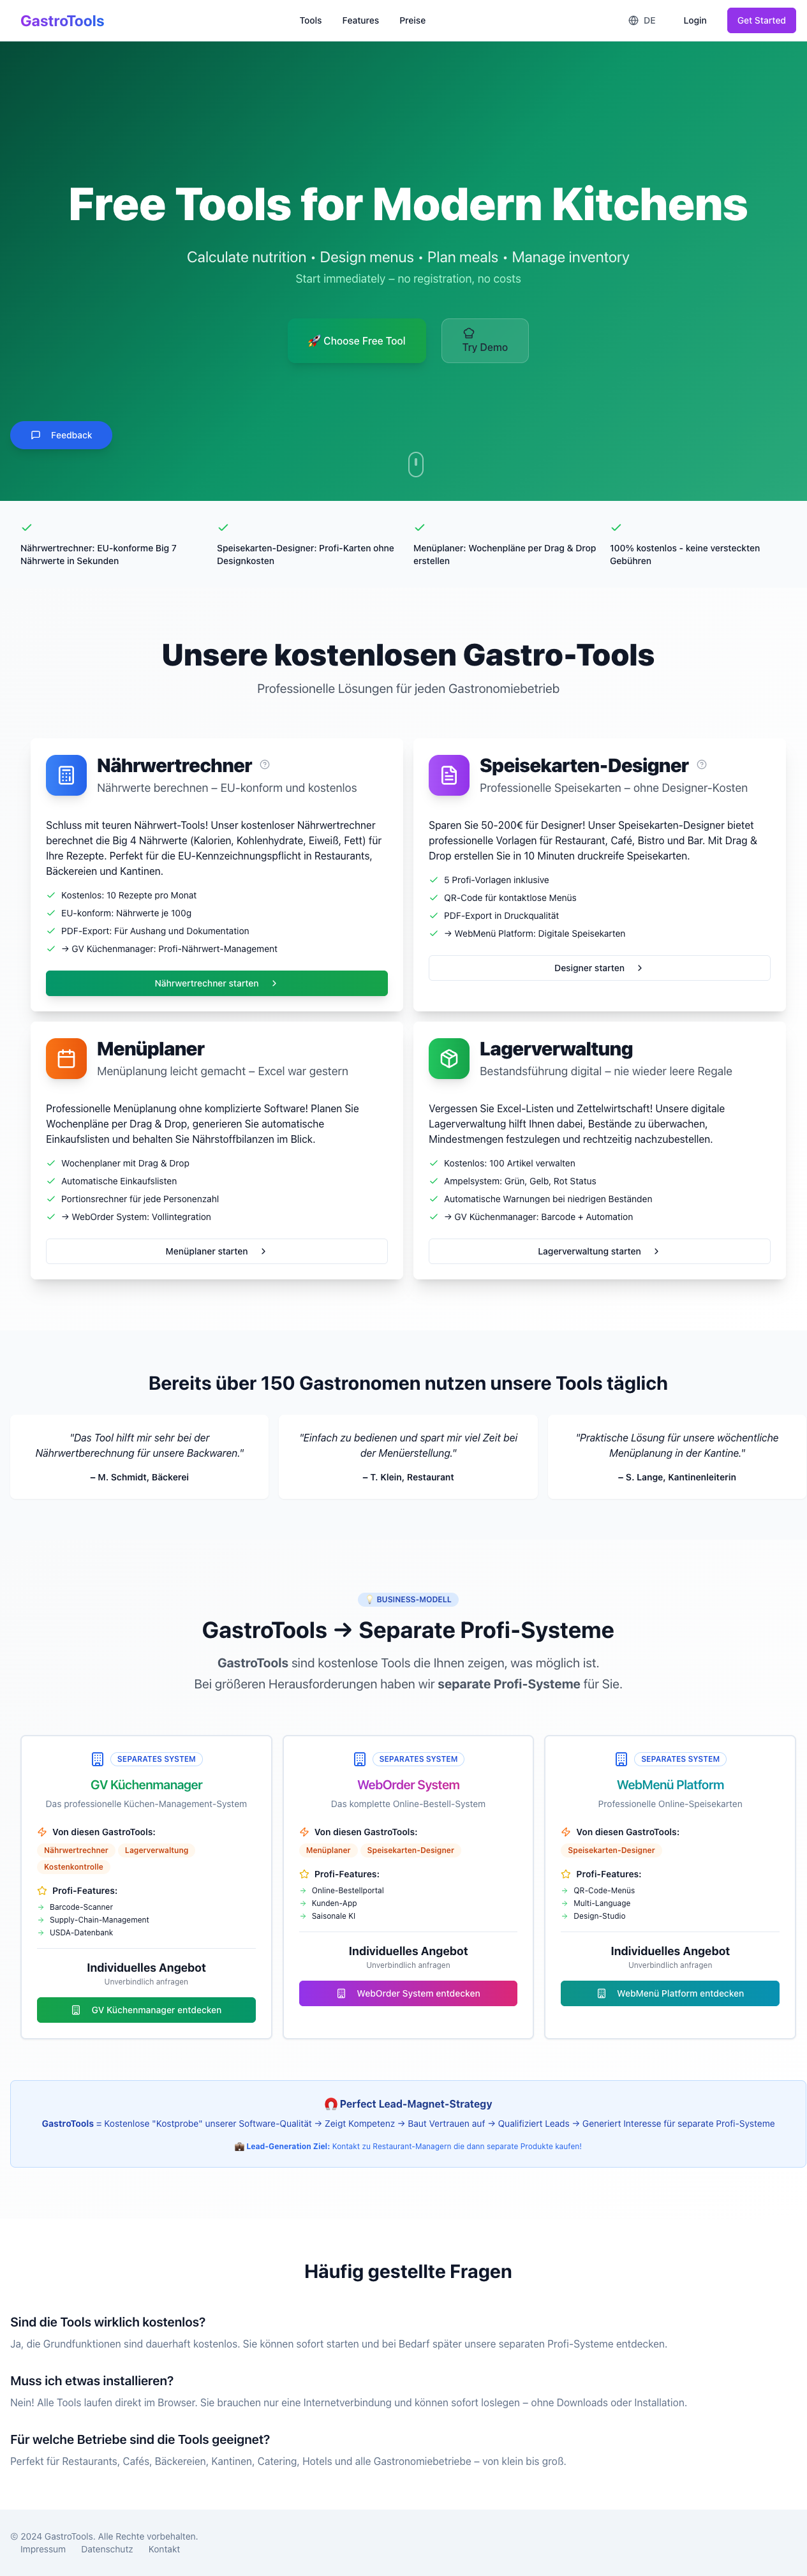 GastroTools
Tools
Features
Preise
DE
Login
Get Started
Free Tools for Modern Kitchens
Calculate nutrition • Design menus • Plan meals • Manage inventory
Start immediately – no registration, no costs
🚀 Choose Free Tool
Try Demo
Feedback
Nährwertrechner: EU-konforme Big 7
Nährwerte in Sekunden
Speisekarten-Designer: Profi-Karten ohne
Designkosten
Menüplaner: Wochenpläne per Drag & Drop
erstellen
100% kostenlos - keine versteckten
Gebühren
Unsere kostenlosen Gastro-Tools
Professionelle Lösungen für jeden Gastronomiebetrieb
Nährwertrechner
Nährwerte berechnen – EU-konform und kostenlos
Schluss mit teuren Nährwert-Tools! Unser kostenloser Nährwertrechner
berechnet die Big 4 Nährwerte (Kalorien, Kohlenhydrate, Eiweiß, Fett) für
Ihre Rezepte. Perfekt für die EU-Kennzeichnungspflicht in Restaurants,
Bäckereien und Kantinen.
Kostenlos: 10 Rezepte pro Monat
EU-konform: Nährwerte je 100g
PDF-Export: Für Aushang und Dokumentation
→ GV Küchenmanager: Profi-Nährwert-Management
Nährwertrechner starten
Speisekarten-Designer
Professionelle Speisekarten – ohne Designer-Kosten
Sparen Sie 50-200€ für Designer! Unser Speisekarten-Designer bietet
professionelle Vorlagen für Restaurant, Café, Bistro und Bar. Mit Drag &
Drop erstellen Sie in 10 Minuten druckreife Speisekarten.
5 Profi-Vorlagen inklusive
QR-Code für kontaktlose Menüs
PDF-Export in Druckqualität
→ WebMenü Platform: Digitale Speisekarten
Designer starten
Menüplaner
Menüplanung leicht gemacht – Excel war gestern
Professionelle Menüplanung ohne komplizierte Software! Planen Sie
Wochenpläne per Drag & Drop, generieren Sie automatische
Einkaufslisten und behalten Sie Nährstoffbilanzen im Blick.
Wochenplaner mit Drag & Drop
Automatische Einkaufslisten
Portionsrechner für jede Personenzahl
→ WebOrder System: Vollintegration
Menüplaner starten
Lagerverwaltung
Bestandsführung digital – nie wieder leere Regale
Vergessen Sie Excel-Listen und Zettelwirtschaft! Unsere digitale
Lagerverwaltung hilft Ihnen dabei, Bestände zu überwachen,
Mindestmengen festzulegen und rechtzeitig nachzubestellen.
Kostenlos: 100 Artikel verwalten
Ampelsystem: Grün, Gelb, Rot Status
Automatische Warnungen bei niedrigen Beständen
→ GV Küchenmanager: Barcode + Automation
Lagerverwaltung starten
Bereits über 150 Gastronomen nutzen unsere Tools täglich
"Das Tool hilft mir sehr bei der
Nährwertberechnung für unsere Backwaren."
– M. Schmidt, Bäckerei
"Einfach zu bedienen und spart mir viel Zeit bei
der Menüerstellung."
– T. Klein, Restaurant
"Praktische Lösung für unsere wöchentliche
Menüplanung in der Kantine."
– S. Lange, Kantinenleiterin
💡 BUSINESS-MODELL
GastroTools → Separate Profi-Systeme
GastroTools sind kostenlose Tools die Ihnen zeigen, was möglich ist.
Bei größeren Herausforderungen haben wir separate Profi-Systeme für Sie.
SEPARATES SYSTEM
GV Küchenmanager
Das professionelle Küchen-Management-System
Von diesen GastroTools:
Nährwertrechner
Lagerverwaltung
Kostenkontrolle
Profi-Features:
Barcode-Scanner
Supply-Chain-Management
USDA-Datenbank
Individuelles Angebot
Unverbindlich anfragen
GV Küchenmanager entdecken
SEPARATES SYSTEM
WebOrder System
Das komplette Online-Bestell-System
Von diesen GastroTools:
Menüplaner
Speisekarten-Designer
Profi-Features:
Online-Bestellportal
Kunden-App
Saisonale KI
Individuelles Angebot
Unverbindlich anfragen
WebOrder System entdecken
SEPARATES SYSTEM
WebMenü Platform
Professionelle Online-Speisekarten
Von diesen GastroTools:
Speisekarten-Designer
Profi-Features:
QR-Code-Menüs
Multi-Language
Design-Studio
Individuelles Angebot
Unverbindlich anfragen
WebMenü Platform entdecken
🧲 Perfect Lead-Magnet-Strategy
GastroTools = Kostenlose "Kostprobe" unserer Software-Qualität → Zeigt Kompetenz → Baut Vertrauen auf → Qualifiziert Leads → Generiert Interesse für separate Profi-Systeme
💼 Lead-Generation Ziel: Kontakt zu Restaurant-Managern die dann separate Produkte kaufen!
Häufig gestellte Fragen
Sind die Tools wirklich kostenlos?
Ja, die Grundfunktionen sind dauerhaft kostenlos. Sie können sofort starten und bei Bedarf später unsere separaten Profi-Systeme entdecken.
Muss ich etwas installieren?
Nein! Alle Tools laufen direkt im Browser. Sie brauchen nur eine Internetverbindung und können sofort loslegen – ohne Downloads oder Installation.
Für welche Betriebe sind die Tools geeignet?
Perfekt für Restaurants, Cafés, Bäckereien, Kantinen, Catering, Hotels und alle Gastronomiebetriebe – von klein bis groß.
© 2024 GastroTools. Alle Rechte vorbehalten.
Impressum
Datenschutz
Kontakt